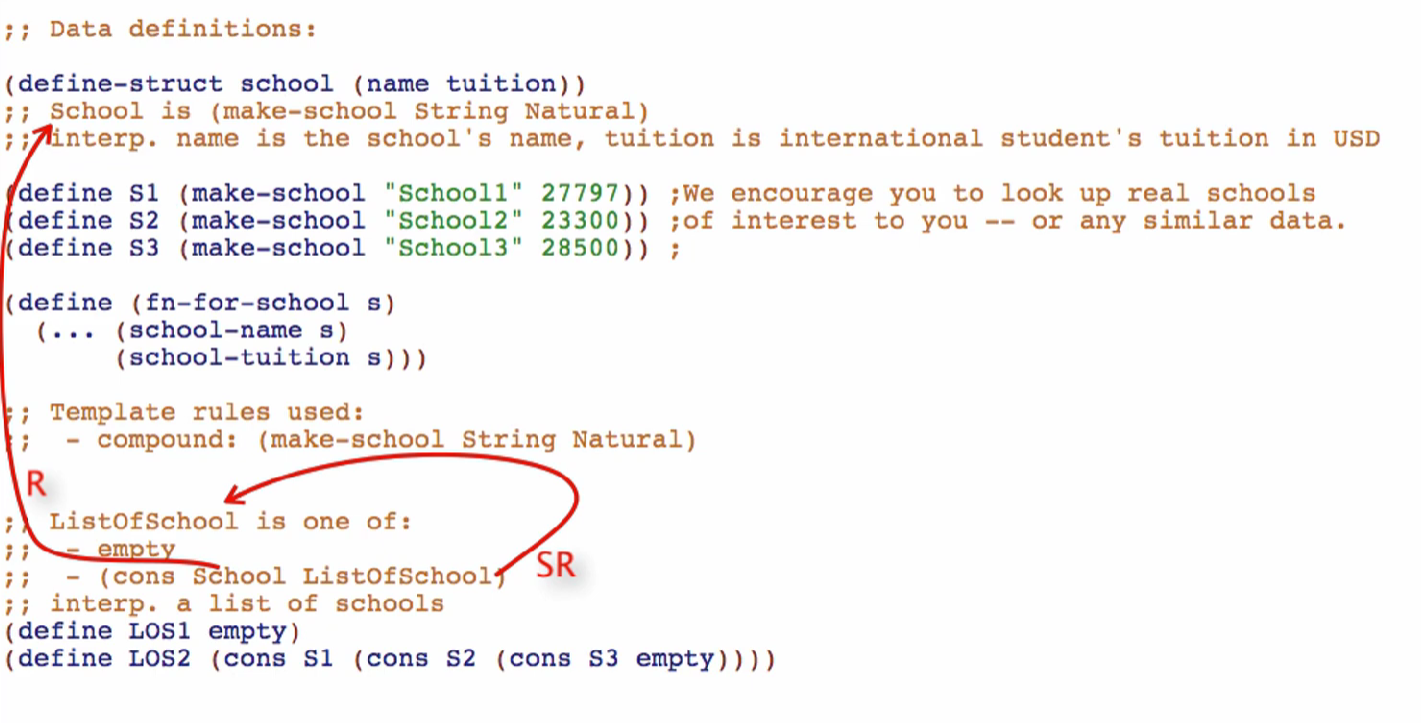 ;; Data definitions:
(define-struct school (name tuition))
;; School is (make-school String Natural)
;; interp. name is the school's name, tuition is international student's tuition in USD
(define S1 (make-school "School1" 27797)) ;We encourage you to look up real schools
(define S2 (make-school "School2" 23300)) ;of interest to you -- or any similar data.
(define S3 (make-school "School3" 28500)) ;
(define (fn-for-school s)
(... (school-name s)
(school-tuition s)))
;; Template rules used:
;; - compound: (make-school String Natural)
R
;; ListOfSchool is one of:
;; - empty
SR
;; - (cons School ListOfSchool)
;; interp. a list of schools
(define LOS1 empty)
(define LOS2 (cons S1 (cons S2 (cons S3 empty))))